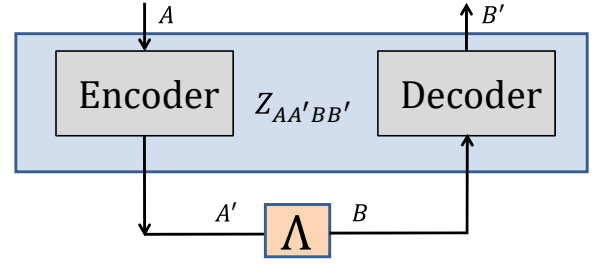 A
B′
Encoder
Z_{AA′BB′}
Decoder
A′
B
Λ